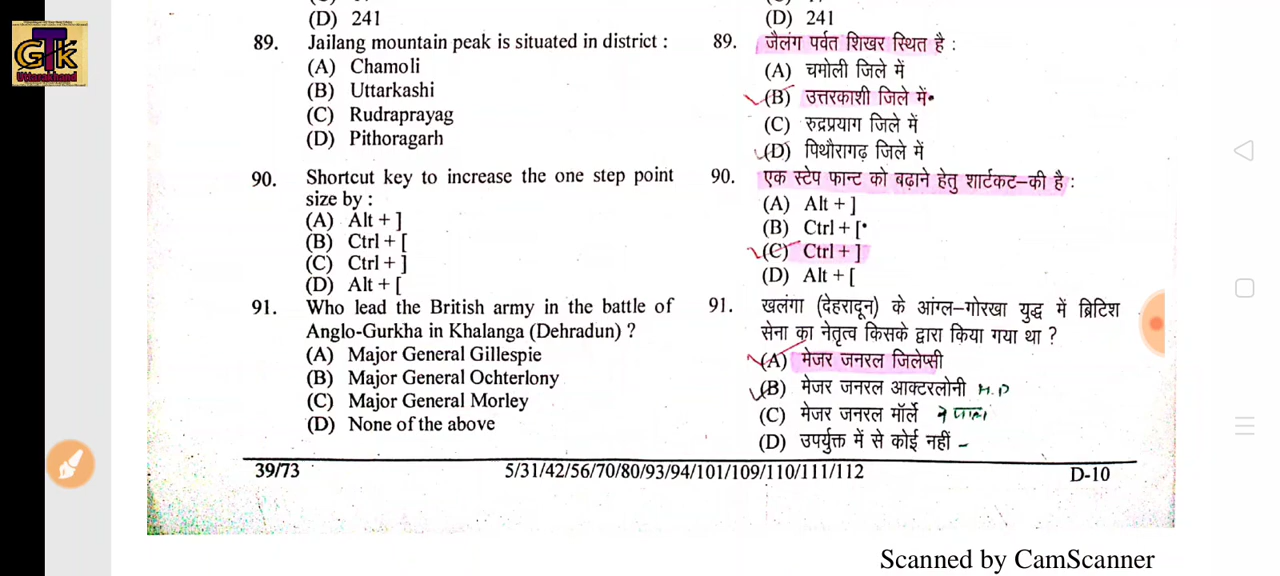 GTK
Uttarakhand
(D) 241
89. Jailang mountain peak is situated in district :
(A) Chamoli
(B) Uttarkashi
(C) Rudraprayag
(D) Pithoragarh
90. Shortcut key to increase the one step point
size by :
(A) Alt + ]
(B) Ctrl + [
(C) Ctrl + ]
(D) Alt + [
91. Who lead the British army in the battle of
Anglo-Gurkha in Khalanga (Dehradun) ?
(A) Major General Gillespie
(B) Major General Ochterlony
(C) Major General Morley
(D) None of the above
(D) 241
89. जैलंग पर्वत शिखर स्थित है :
(A) चमोली जिले में
(B) उत्तरकाशी जिले में
(C) रुद्रप्रयाग जिले में
(D) पिथौरागढ़ जिले में
90. एक स्टेप फान्ट को बढ़ाने हेतु शार्टकट–की है :
(A) Alt + ]
(B) Ctrl + [
(C) Ctrl + ]
(D) Alt + [
91. खलंगा (देहरादून) के आंग्ल–गोरखा युद्ध में ब्रिटिश
सेना का नेतृत्व किसके द्वारा किया गया था ?
(A) मेजर जनरल जिलेप्सी
(B) मेजर जनरल आक्टरलोनी H.P
(C) मेजर जनरल मॉर्ले
(D) उपर्युक्त में से कोई नहीं
39/73 5/31/42/56/70/80/93/94/101/109/110/111/112 D-10
Scanned by CamScanner